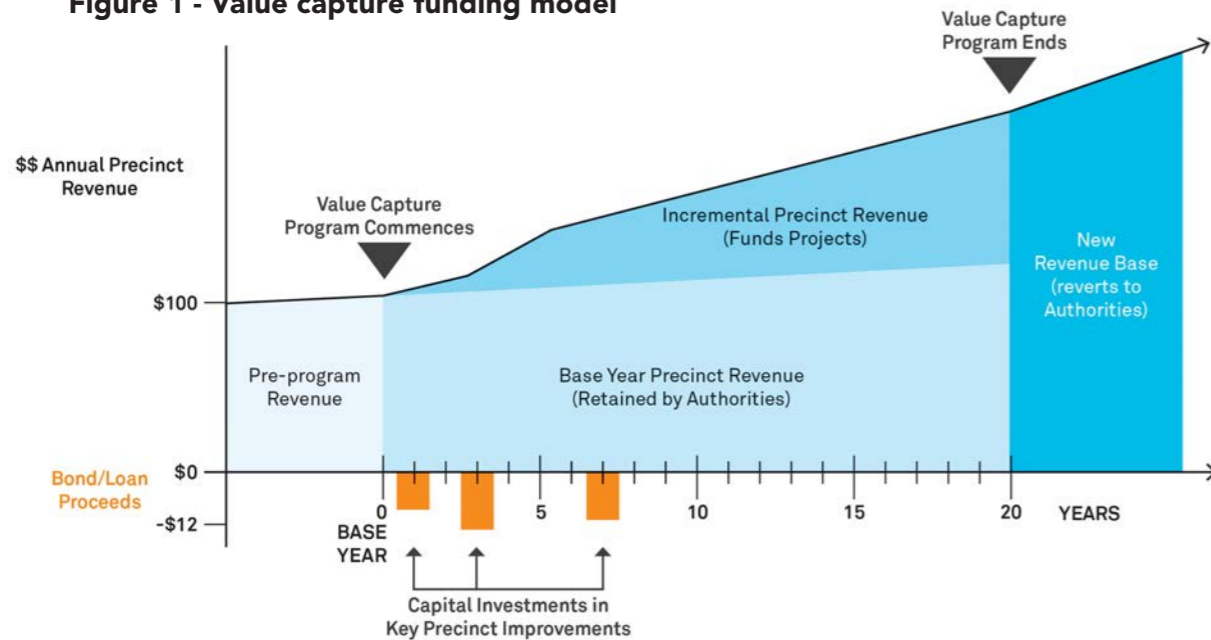 Figure 1 - Value capture funding model
Value Capture
Program Ends
$$ Annual Precinct
Revenue
Value Capture
Program Commences
Incremental Precinct Revenue
(Funds Projects)
New
Revenue Base
(reverts to
Authorities)
$100
Pre-program
Revenue
Base Year Precinct Revenue
(Retained by Authorities)
Bond/Loan
Proceeds
$0
-$12
0
5
10
15
20
YEARS
BASE
YEAR
Capital Investments in
Key Precinct Improvements